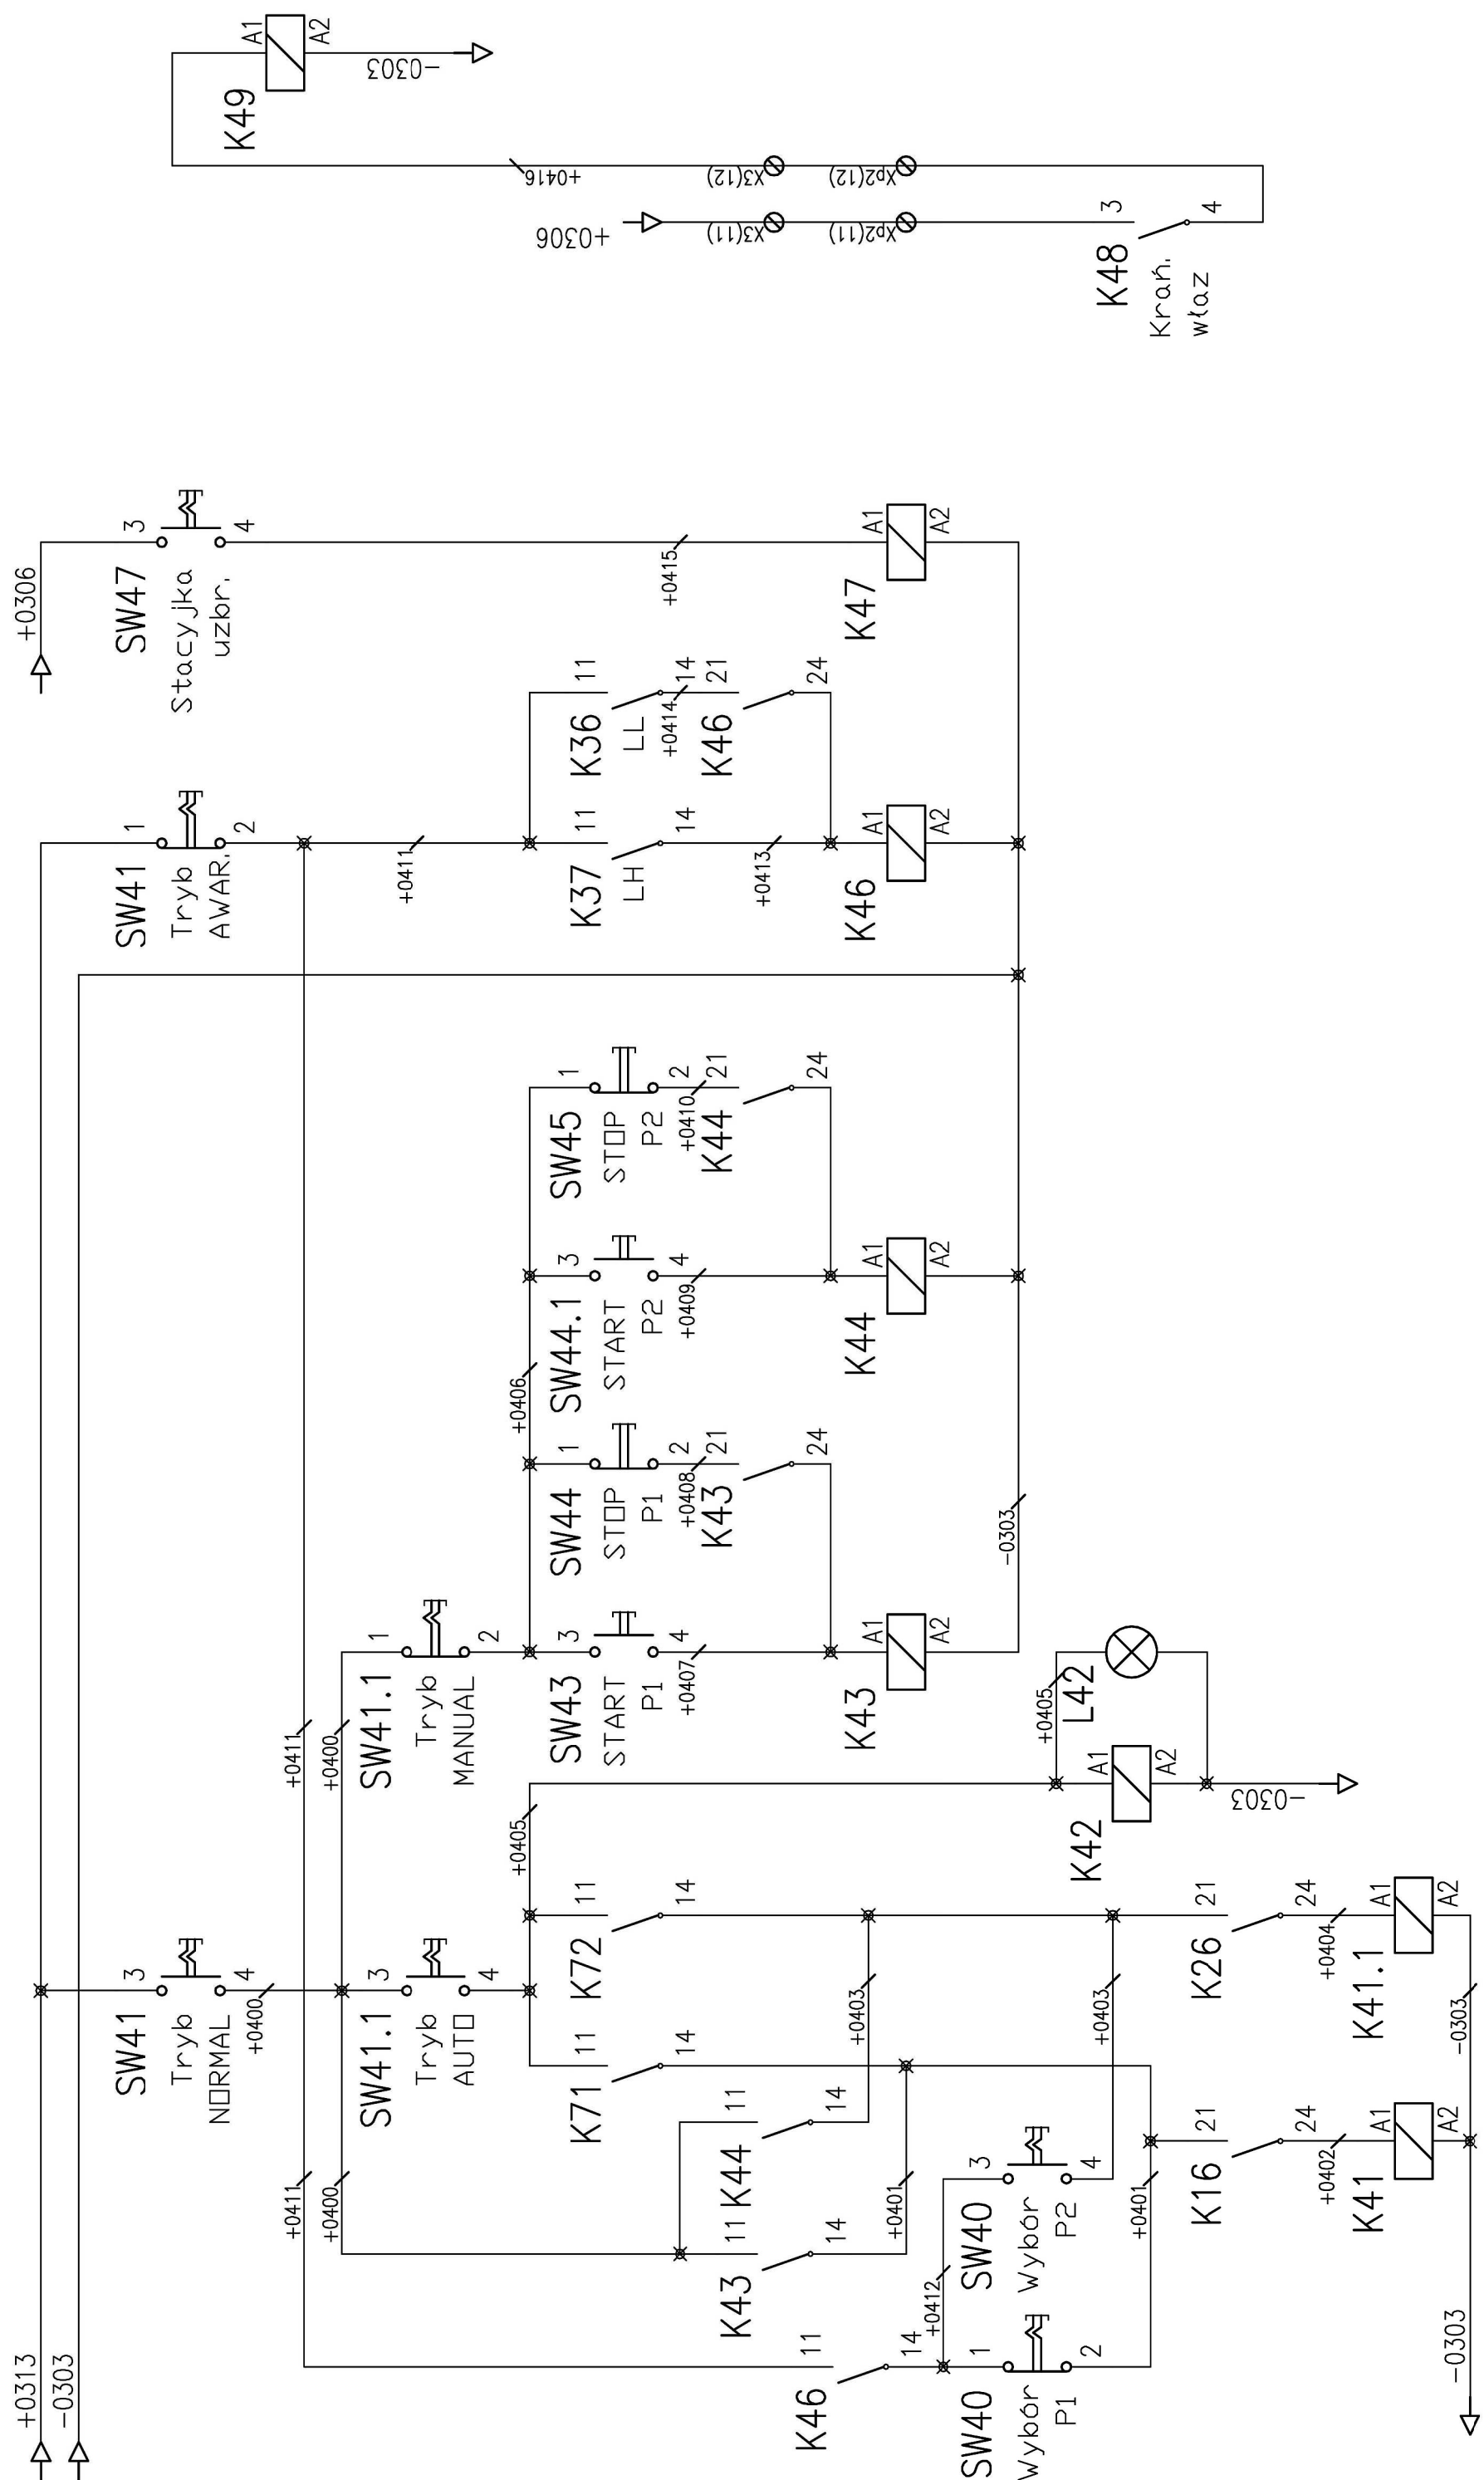 +0313
-0303
SW41
Tryb
NORMAL
3
4
+0400
+0411
+0400
SW41.1
Tryb
AUTO
3
4
K46
11
14
SW40
Wybór
P1
1
2
+0412
K43
11
14
K44
11
14
+0401
+0403
SW40
Wybór
P2
3
4
+0401
+0403
K71
11
14
K72
11
14
+0405
K16
21
24
+0402
K41
A1
A2
K26
21
24
+0404
K41.1
A1
A2
-0303
-0303
K42
A1
A2
-0303
+0405
L42
+0411
+0400
SW41.1
Tryb
MANUAL
1
2
SW43
START
P1
3
4
+0407
K43
A1
A2
SW44
STOP
P1
1
2
+0408
K43
21
24
+0406
-0303
SW44.1
START
P2
3
4
+0409
K44
A1
A2
SW45
STOP
P2
1
2
+0410
K44
21
24
SW41
Tryb
AWAR.
1
2
+0411
K37
LH
11
14
+0413
K46
A1
A2
K36
LL
11
14
+0414
K46
21
24
+0306
SW47
Stacyjka
uzbr.
3
4
+0415
K47
A1
A2
K49
A1
A2
-0303
+0416
X3(12)
Xp2(12)
+0306
X3(11)
Xp2(11)
K48
Krań.
właz
3
4